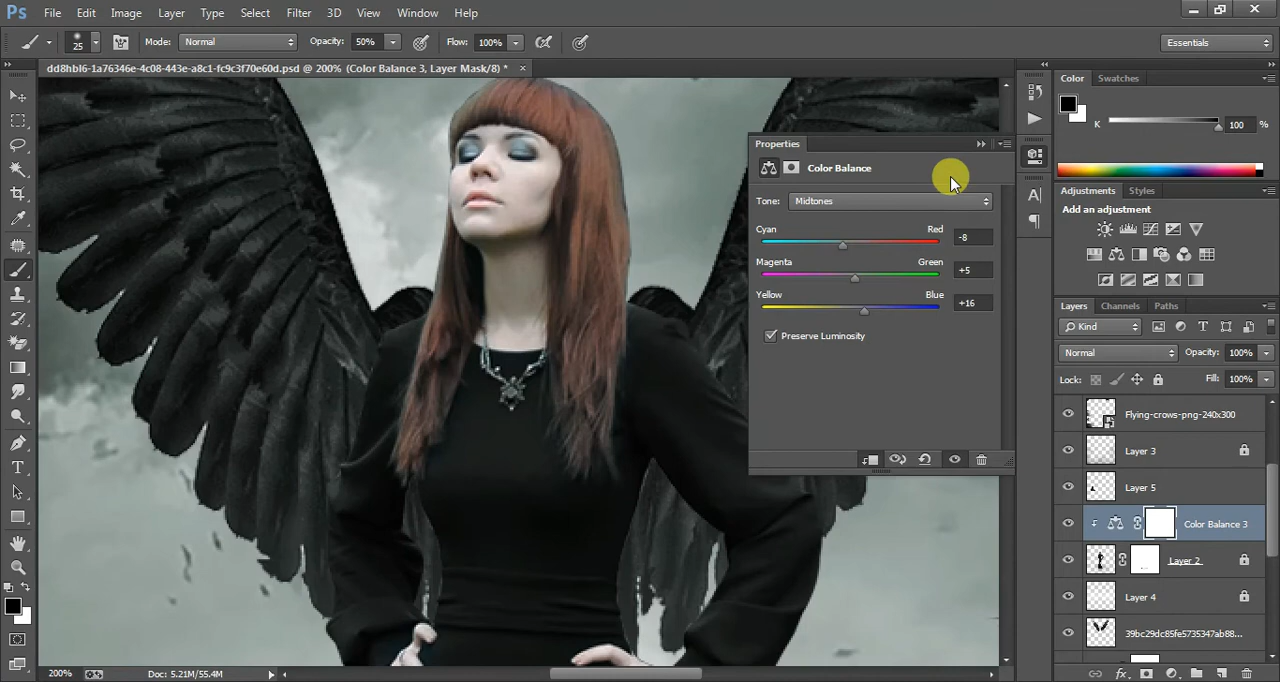 Ps File Edit Image Layer Type Select Filter 3D View Window Help
25 Mode: Normal Opacity: 50% Flow: 100% Essentials
dd8hbl6-1a76346e-4c08-443e-a8c1-fc9c3f70e60d.psd @ 200% (Color Balance 3, Layer Mask/8) *
Color Swatches
K 100 %
Properties
Color Balance
Tone: Midtones
Cyan Red -8
Magenta Green +5
Yellow Blue +16
Preserve Luminosity
Adjustments Styles
Add an adjustment
Layers Channels Paths
Kind
Normal Opacity: 100%
Lock: Fill: 100%
Flying-crows-png-240x300
Layer 3
Layer 5
Color Balance 3
Layer 2
Layer 4
39bc29dc85fe5735347ab88...
200% Doc: 5.21M/55.4M